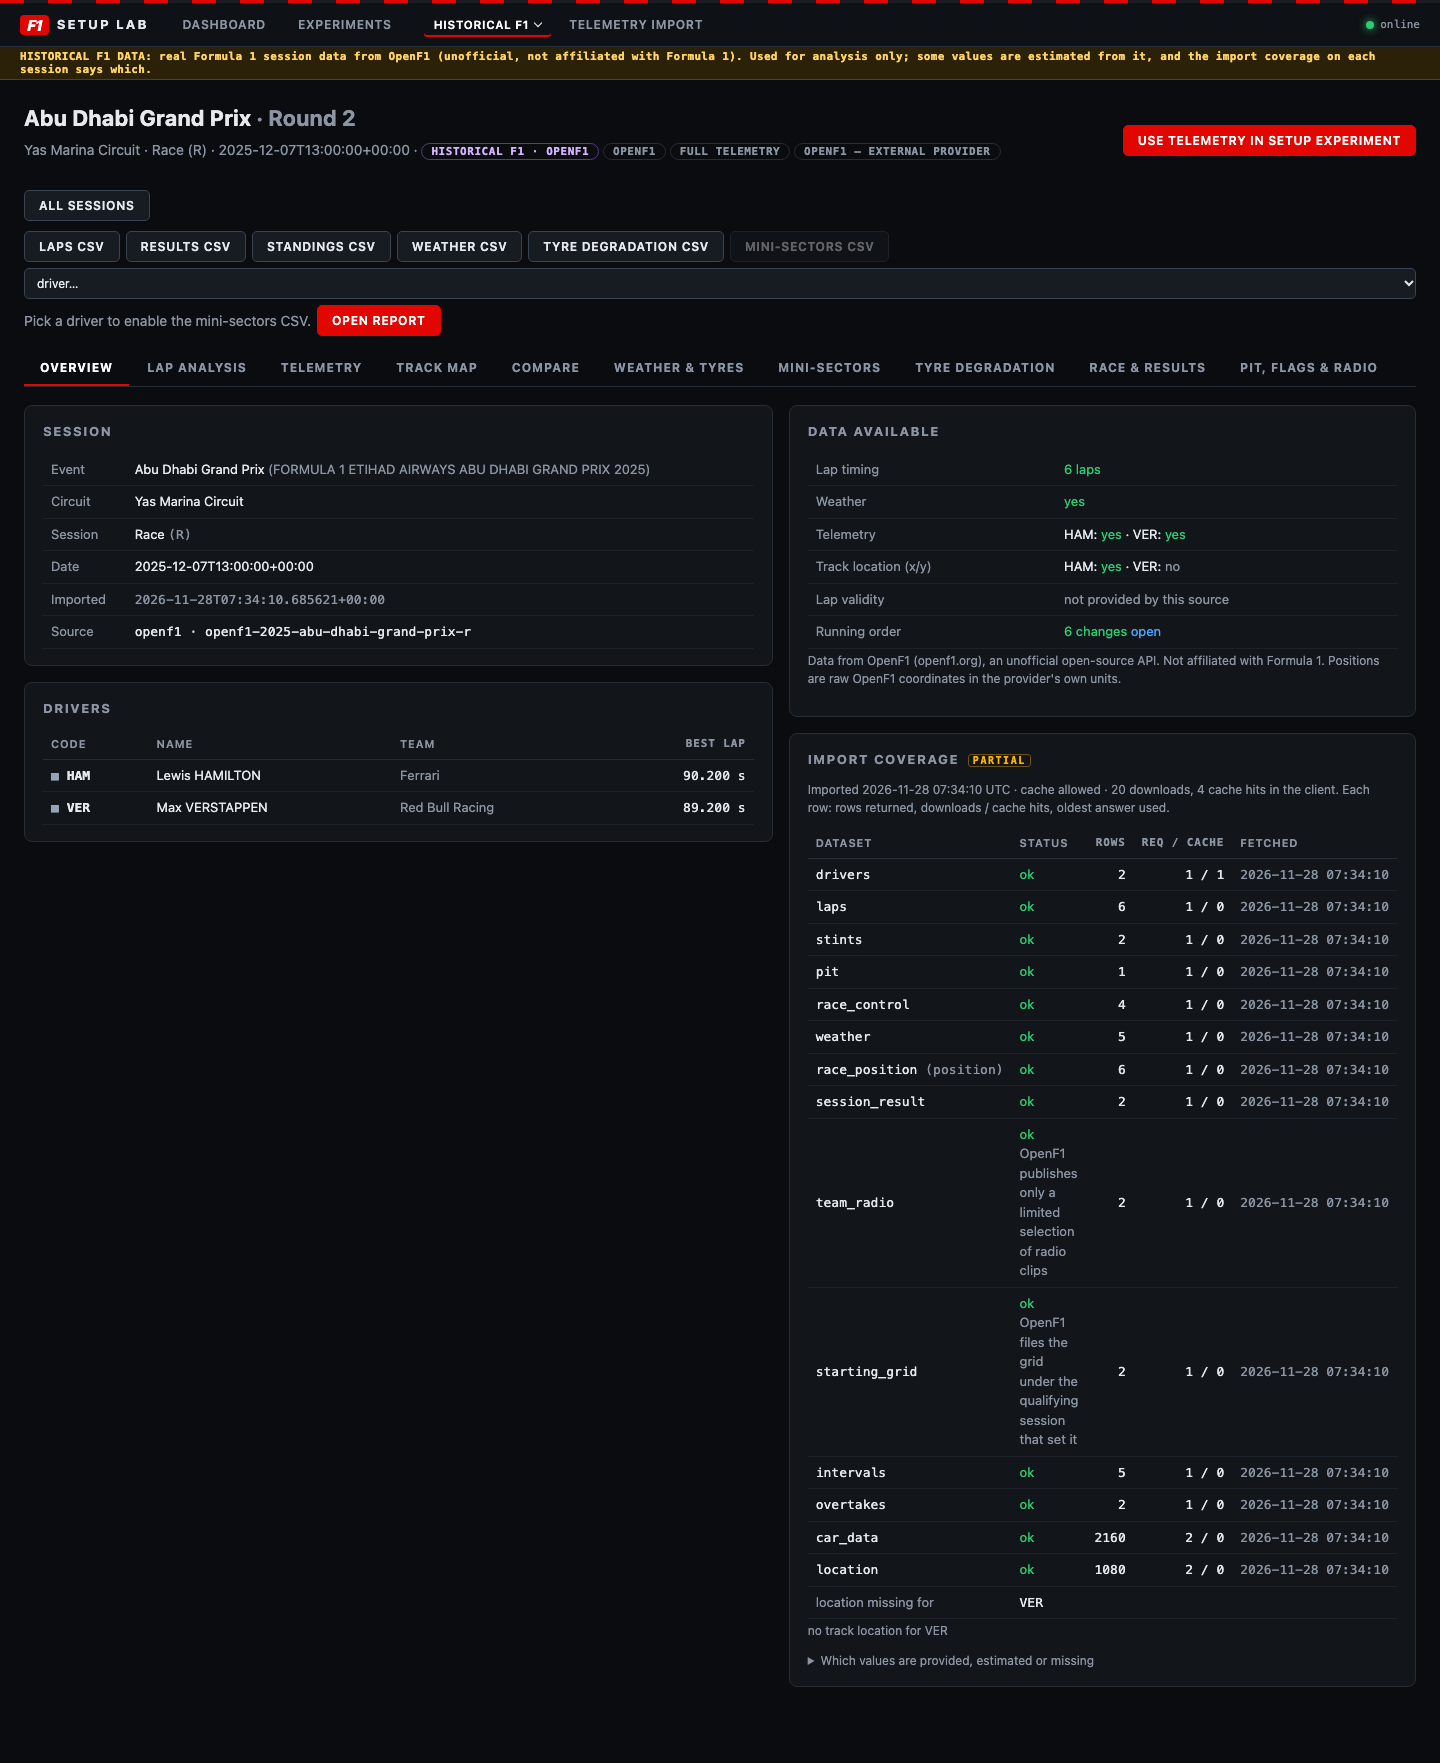 F1 SETUP LAB DASHBOARD EXPERIMENTS HISTORICAL F1 TELEMETRY IMPORT online
HISTORICAL F1 DATA: real Formula 1 session data from OpenF1 (unofficial, not affiliated with Formula 1). Used for analysis only; some values are estimated from it, and the import coverage on each
session says which.
Abu Dhabi Grand Prix · Round 2
Yas Marina Circuit · Race (R) · 2025-12-07T13:00:00+00:00 · HISTORICAL F1 · OPENF1 OPENF1 FULL TELEMETRY OPENF1 — EXTERNAL PROVIDER
USE TELEMETRY IN SETUP EXPERIMENT
ALL SESSIONS
LAPS CSV RESULTS CSV STANDINGS CSV WEATHER CSV TYRE DEGRADATION CSV MINI-SECTORS CSV
driver...
Pick a driver to enable the mini-sectors CSV. OPEN REPORT
OVERVIEW LAP ANALYSIS TELEMETRY TRACK MAP COMPARE WEATHER & TYRES MINI-SECTORS TYRE DEGRADATION RACE & RESULTS PIT, FLAGS & RADIO
SESSION
Event Abu Dhabi Grand Prix (FORMULA 1 ETIHAD AIRWAYS ABU DHABI GRAND PRIX 2025)
Circuit Yas Marina Circuit
Session Race (R)
Date 2025-12-07T13:00:00+00:00
Imported 2026-11-28T07:34:10.685621+00:00
Source openf1 · openf1-2025-abu-dhabi-grand-prix-r
DRIVERS
CODE NAME TEAM BEST LAP
HAM Lewis HAMILTON Ferrari 90.200 s
VER Max VERSTAPPEN Red Bull Racing 89.200 s
DATA AVAILABLE
Lap timing 6 laps
Weather yes
Telemetry HAM: yes · VER: yes
Track location (x/y) HAM: yes · VER: no
Lap validity not provided by this source
Running order 6 changes open
Data from OpenF1 (openf1.org), an unofficial open-source API. Not affiliated with Formula 1. Positions
are raw OpenF1 coordinates in the provider's own units.
IMPORT COVERAGE PARTIAL
Imported 2026-11-28 07:34:10 UTC · cache allowed · 20 downloads, 4 cache hits in the client. Each
row: rows returned, downloads / cache hits, oldest answer used.
DATASET STATUS ROWS REQ / CACHE FETCHED
drivers ok 2 1 / 1 2026-11-28 07:34:10
laps ok 6 1 / 0 2026-11-28 07:34:10
stints ok 2 1 / 0 2026-11-28 07:34:10
pit ok 1 1 / 0 2026-11-28 07:34:10
race_control ok 4 1 / 0 2026-11-28 07:34:10
weather ok 5 1 / 0 2026-11-28 07:34:10
race_position (position) ok 6 1 / 0 2026-11-28 07:34:10
session_result ok 2 1 / 0 2026-11-28 07:34:10
ok
OpenF1
publishes
only a
limited
team_radio selection 2 1 / 0 2026-11-28 07:34:10
of radio
clips
ok
OpenF1
files the
grid
starting_grid under the 2 1 / 0 2026-11-28 07:34:10
qualifying
session
that set it
intervals ok 5 1 / 0 2026-11-28 07:34:10
overtakes ok 2 1 / 0 2026-11-28 07:34:10
car_data ok 2160 2 / 0 2026-11-28 07:34:10
location ok 1080 2 / 0 2026-11-28 07:34:10
location missing for VER
no track location for VER
Which values are provided, estimated or missing